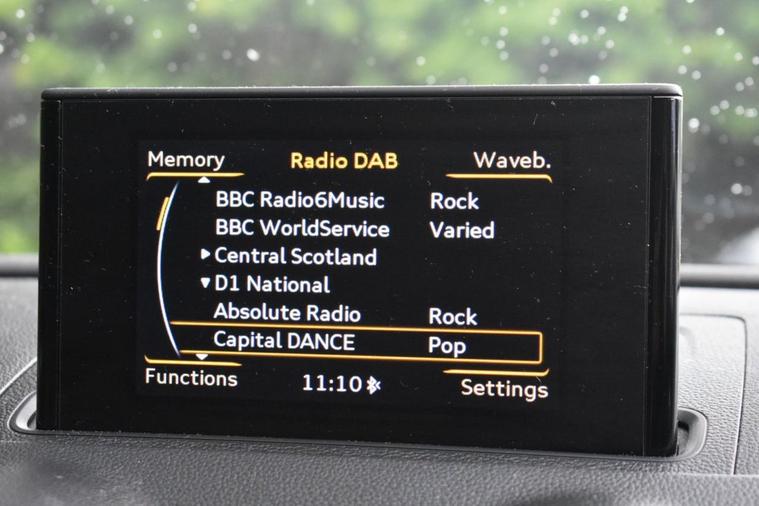 Memory Radio DAB Waveb.
BBC Radio6Music Rock
BBC WorldService Varied
Central Scotland
D1 National
Absolute Radio Rock
Capital DANCE Pop
Functions 11:10 Settings